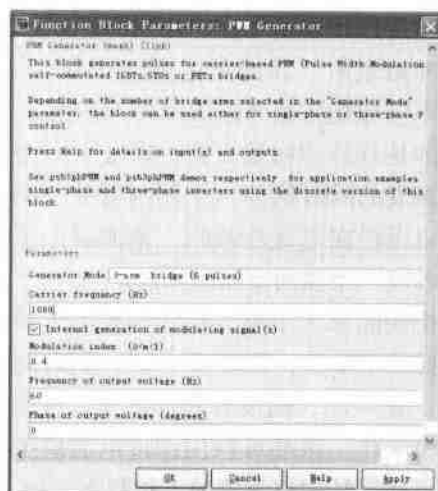 Function Block Parameters: PWM Generator
PWM Generator (mask) (link)
This block generates pulses for carrier-based PWM (Pulse Width Modulation
self-commutated IGBTs, GTOs or FETs bridges.
Depending on the number of bridge arms selected in the "Generator Mode"
parameter, the block can be used either for single-phase or three-phase P
control.
Press Help for details on input(s) and outputs.
See and demos respectively for application examples
single-phase and three-phase inverters using the discrete version of this
block.
Parameters
Generator Mode 3-arm bridge (6 pulses)
Carrier frequency (Hz)
1080
Internal generation of modulating signal(s)
Modulation index (0<m<1)
0.4
Frequency of output voltage (Hz)
60
Phase of output voltage (degrees)
0
OK Cancel Help Apply